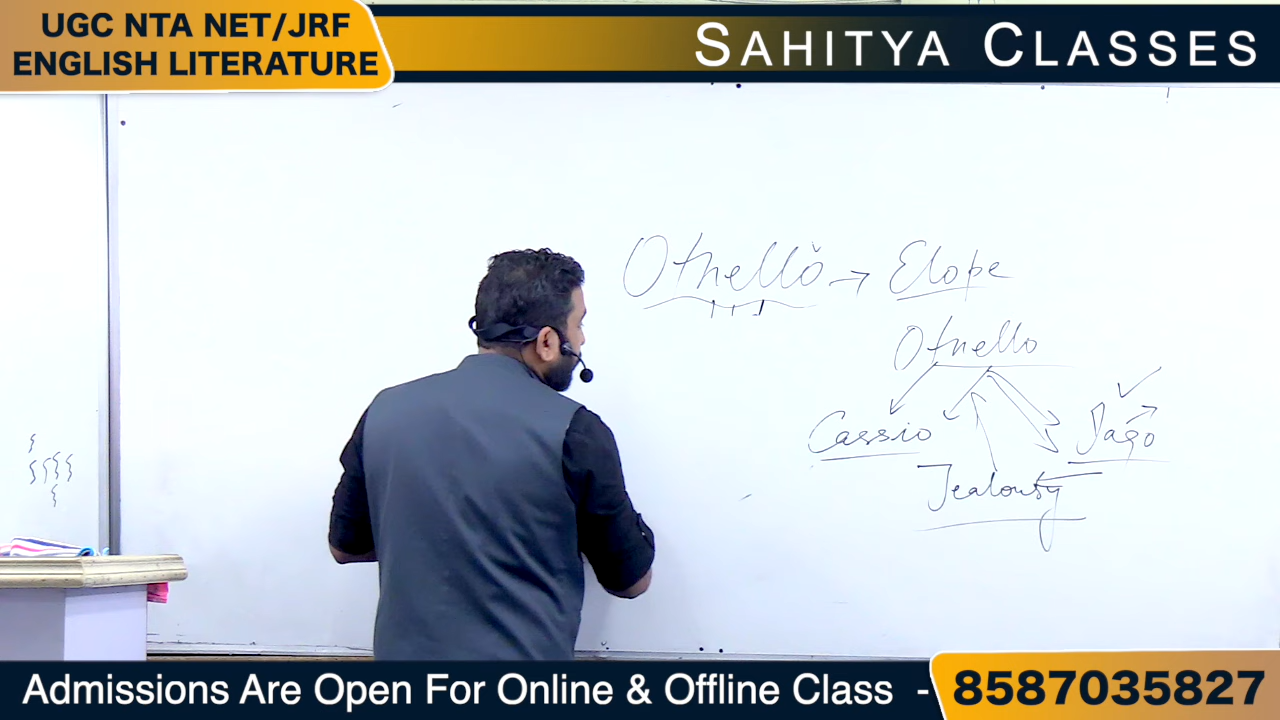 UGC NTA NET/JRF
ENGLISH LITERATURE
SAHITYA CLASSES
Othello → Elope
Othello
Cassio Iago
Jealousy
Admissions Are Open For Online & Offline Class - 8587035827